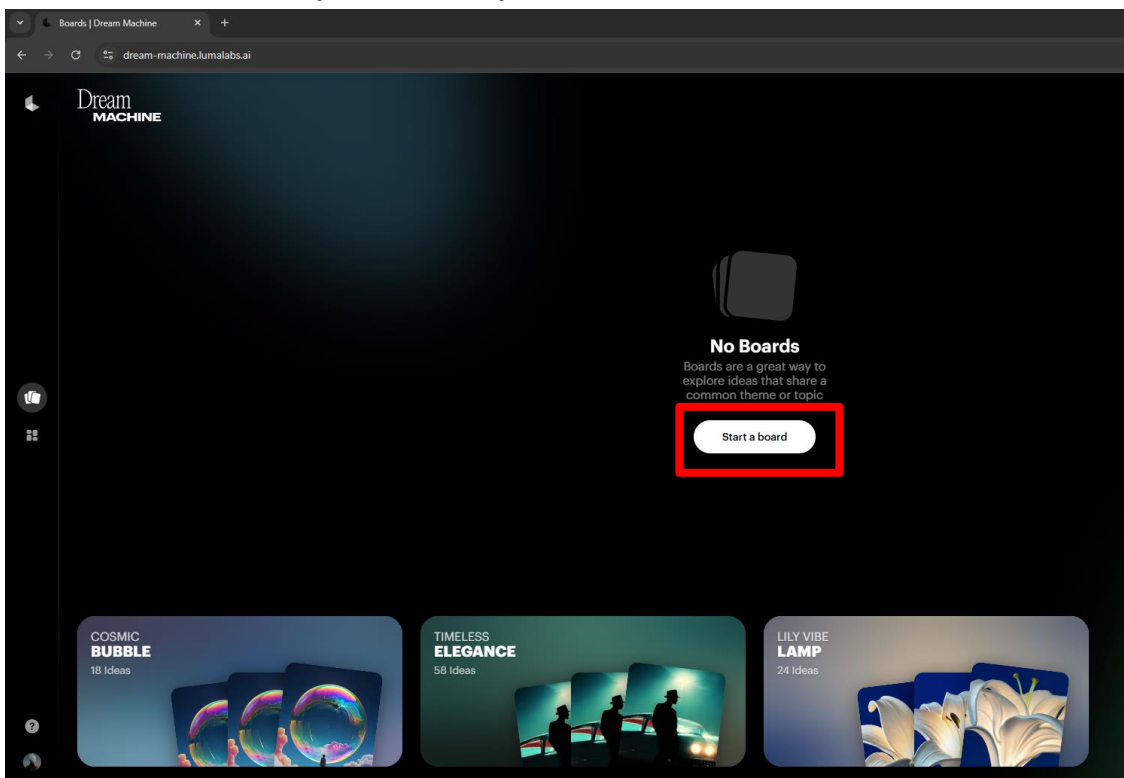 Boards | Dream Machine
dream-machine.lumalabs.ai
Dream
MACHINE
No Boards
Boards are a great way to
explore ideas that share a
common theme or topic
Start a board
COSMIC
BUBBLE
18 Ideas
TIMELESS
ELEGANCE
58 Ideas
LILY VIBE
LAMP
24 Ideas
?